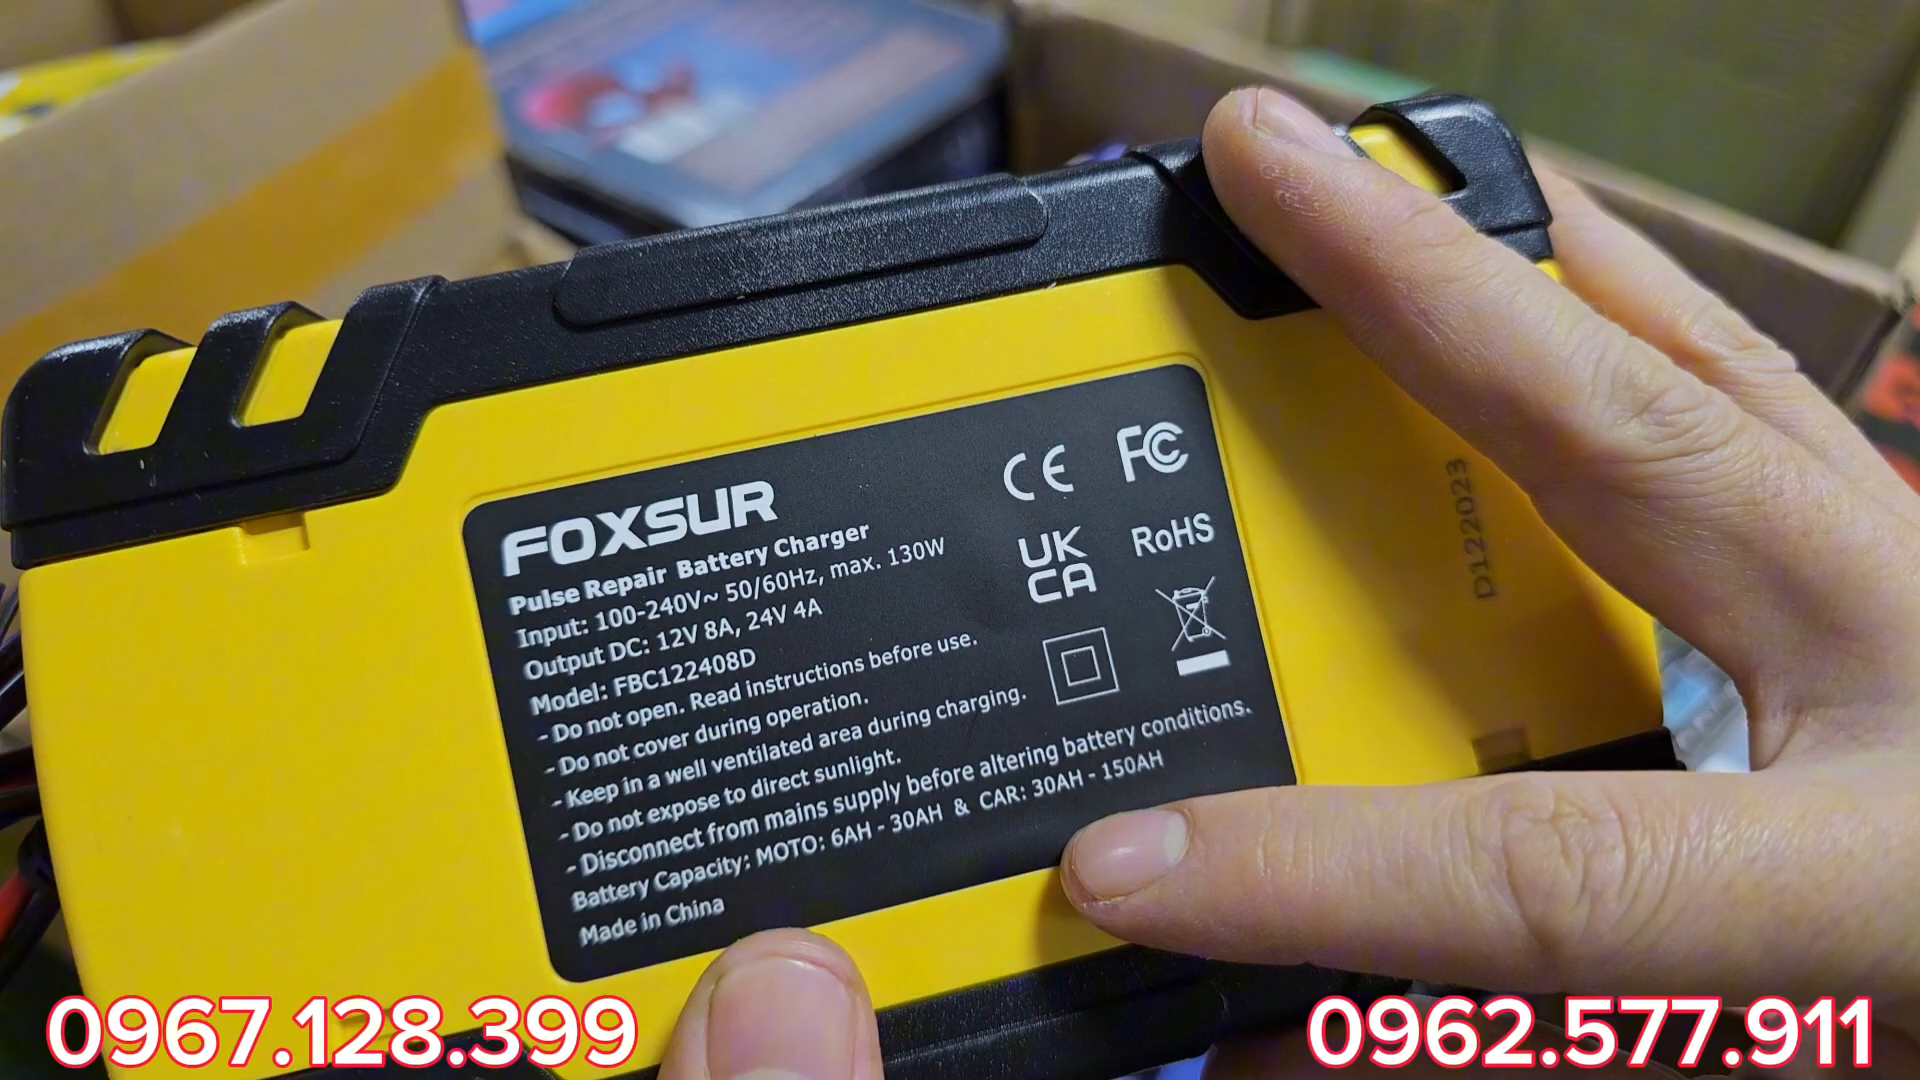 FOXSUR
Pulse Repair Battery Charger
Input: 100-240V~ 50/60Hz, max. 130W
Output DC: 12V 8A, 24V 4A
Model: FBC122408D
- Do not open. Read instructions before use.
- Do not cover during operation.
- Keep in a well ventilated area during charging.
- Do not expose to direct sunlight.
- Disconnect from mains supply before altering battery conditions.
Battery Capacity: MOTO: 6AH - 30AH & CAR: 30AH - 150AH
Made in China
CE FC
UK
CA
RoHS
D122023
0967.128.399
0962.577.911